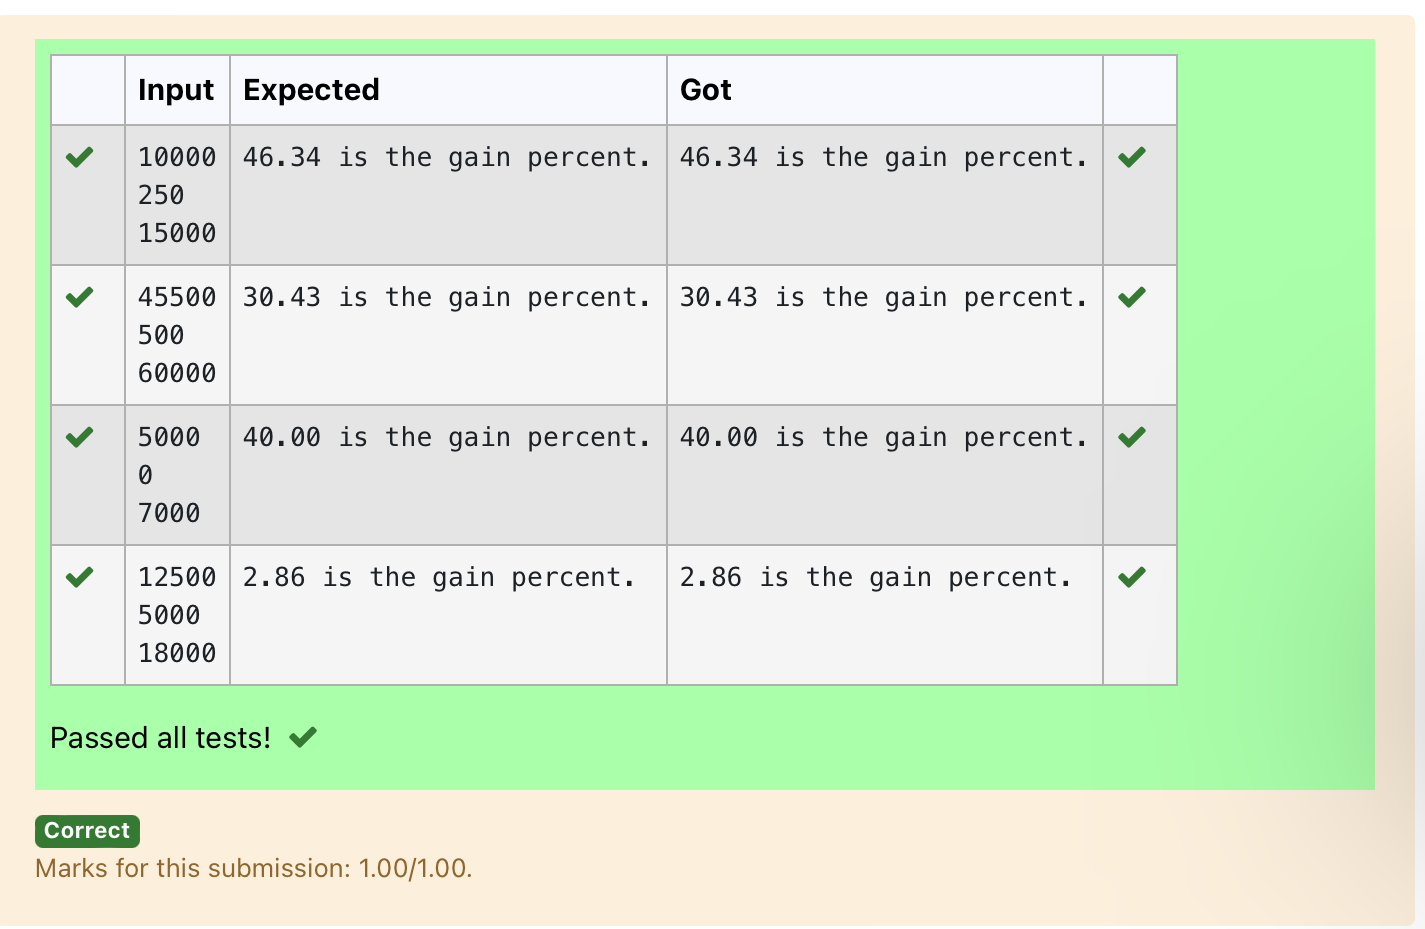 Input Expected Got
10000 46.34 is the gain percent. 46.34 is the gain percent.
250
15000
45500 30.43 is the gain percent. 30.43 is the gain percent.
500
60000
5000 40.00 is the gain percent. 40.00 is the gain percent.
0
7000
12500 2.86 is the gain percent. 2.86 is the gain percent.
5000
18000
Passed all tests!
Correct
Marks for this submission: 1.00/1.00.